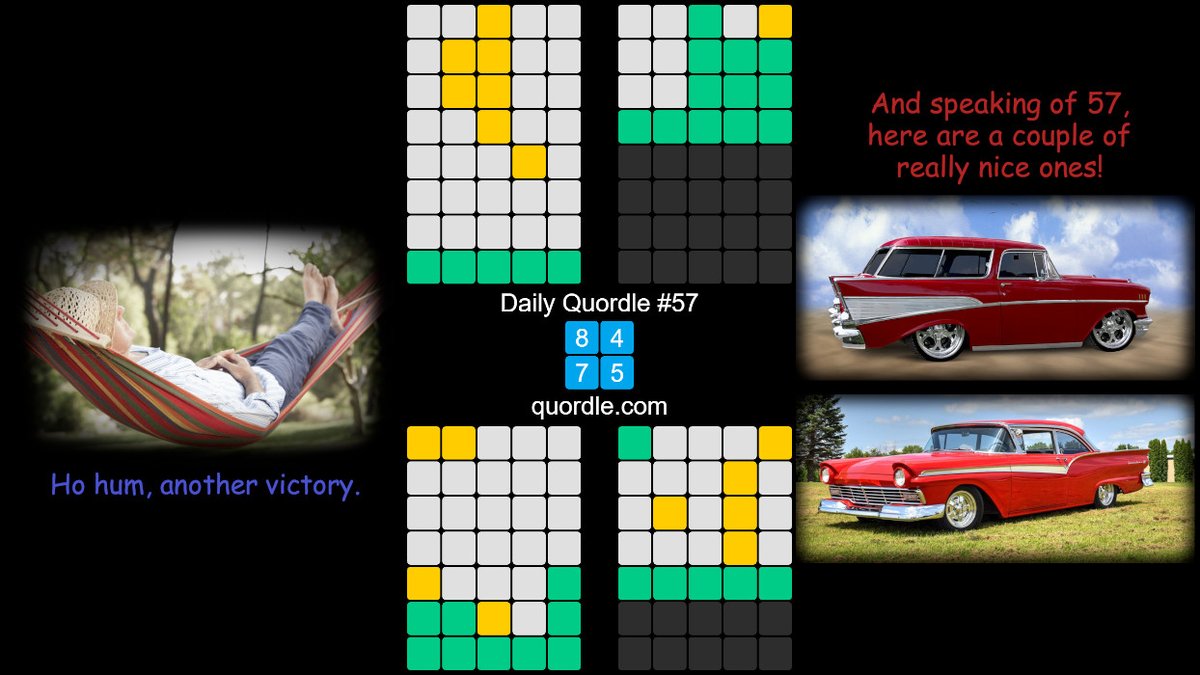 And speaking of 57,
here are a couple of
really nice ones!
Daily Quordle #57
8 4
7 5
quordle.com
Ho hum, another victory.